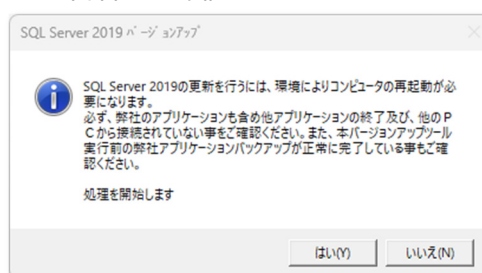 SQL Server 2019 ﾊﾞｰｼﾞｮﾝｱｯﾌﾟ
SQL Server 2019の更新を行うには、環境によりコンピュータの再起動が必
要になります。
必ず、弊社のアプリケーションも含め他アプリケーションの終了及び、他のＰ
Ｃから接続されていない事をご確認ください。また、本バージョンアップツール
実行前の弊社アプリケーションバックアップが正常に完了している事もご確
認ください。
処理を開始します
はい(Y)
いいえ(N)